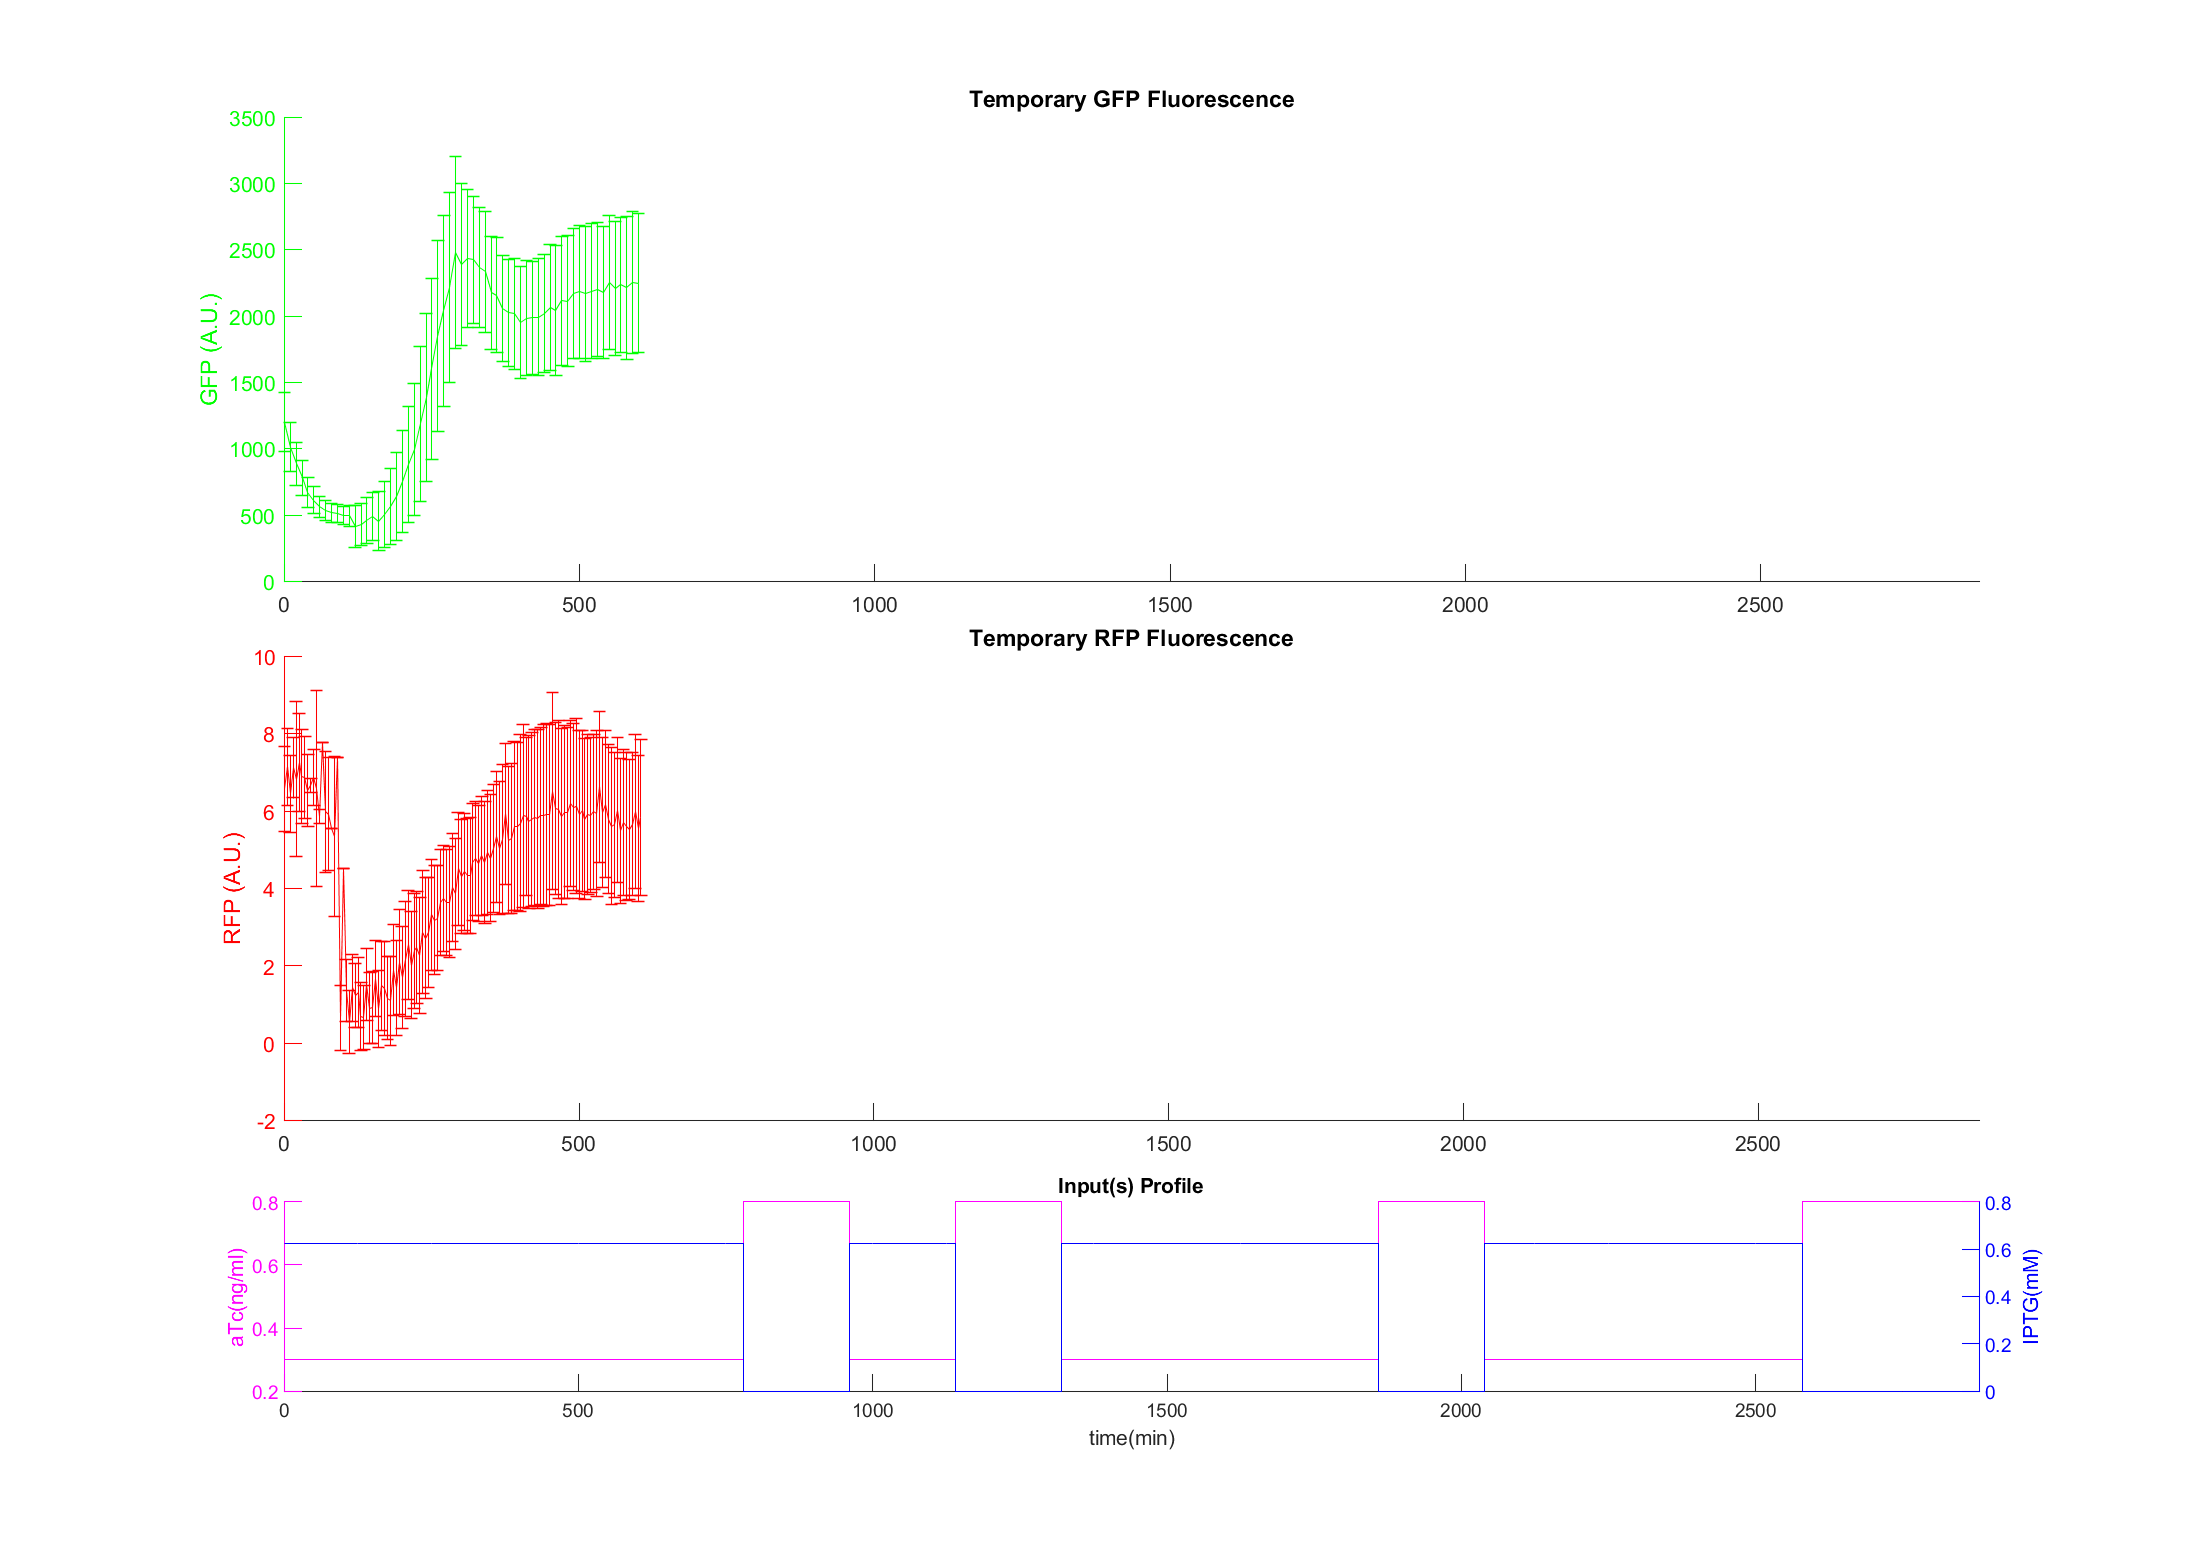 Temporary GFP Fluorescence
GFP (A.U.)
3500
3000
2500
2000
1500
1000
500
0
0 500 1000 1500 2000 2500
Temporary RFP Fluorescence
RFP (A.U.)
10
8
6
4
2
0
-2
0 500 1000 1500 2000 2500
Input(s) Profile
aTc(ng/ml)
0.8
0.6
0.4
0.2
0.8
0.6
0.4
0.2
0
IPTG(mM)
0 500 1000 1500 2000 2500
time(min)